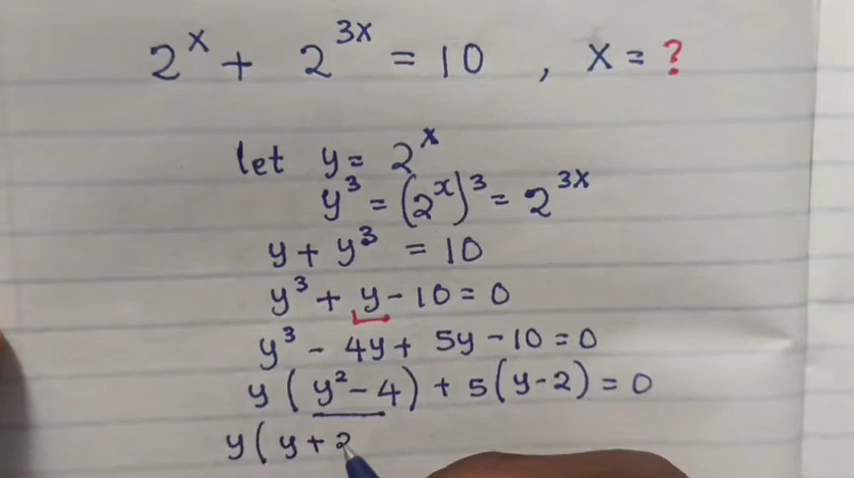 2^x + 2^{3x} = 10 , x = ?
let y = 2^x
y^3 = (2^x)^3 = 2^{3x}
y + y^3 = 10
y^3 + y - 10 = 0
y^3 - 4y + 5y - 10 = 0
y(y^2 - 4) + 5(y - 2) = 0
y(y + 2